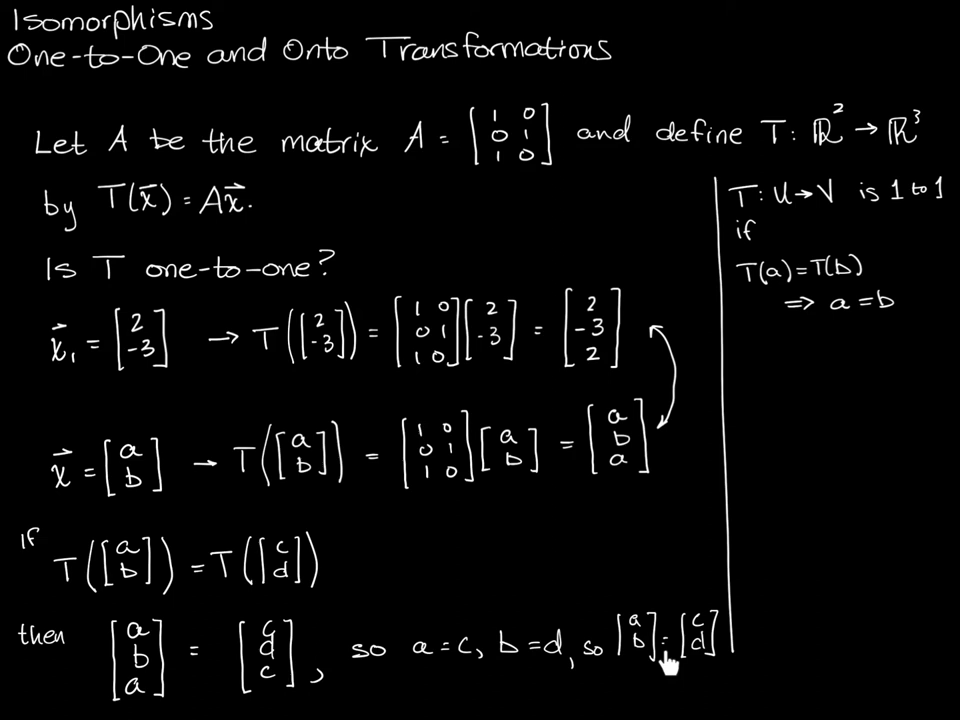 Isomorphisms
One-to-One and Onto Transformations
Let A be the matrix A = [1 0; 0 1; 1 0] and define T: ℝ² → ℝ³
by T(x⃗) = Ax⃗.
Is T one-to-one?
x⃗₁ = [2; -3] → T([2; -3]) = [1 0; 0 1; 1 0][2; -3] = [2; -3; 2]
x⃗ = [a; b] → T([a; b]) = [1 0; 0 1; 1 0][a; b] = [a; b; a]
if T([a; b]) = T([c; d])
then [a; b; a] = [c; d; c], so a = c, b = d, so [a; b] = [c; d]
T: U → V is 1 to 1
if
T(a) = T(b)
⇒ a = b